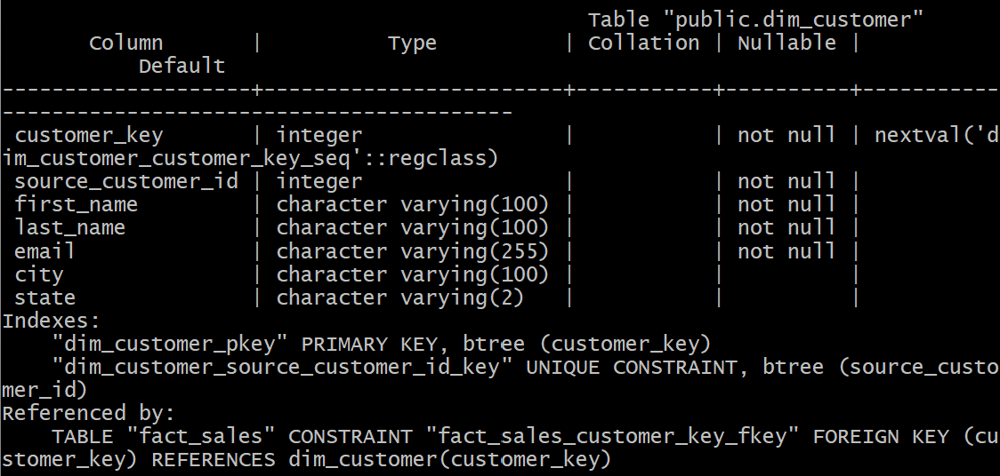 Table "public.dim_customer"
Column | Type | Collation | Nullable |
Default
--------------------+------------------------+-----------+----------+-----------
-----------------------------------------
customer_key | integer | | not null | nextval('d
im_customer_customer_key_seq'::regclass)
source_customer_id | integer | | not null |
first_name | character varying(100) | | not null |
last_name | character varying(100) | | not null |
email | character varying(255) | | not null |
city | character varying(100) | | |
state | character varying(2) | | |
Indexes:
"dim_customer_pkey" PRIMARY KEY, btree (customer_key)
"dim_customer_source_customer_id_key" UNIQUE CONSTRAINT, btree (source_custo
mer_id)
Referenced by:
TABLE "fact_sales" CONSTRAINT "fact_sales_customer_key_fkey" FOREIGN KEY (cu
stomer_key) REFERENCES dim_customer(customer_key)